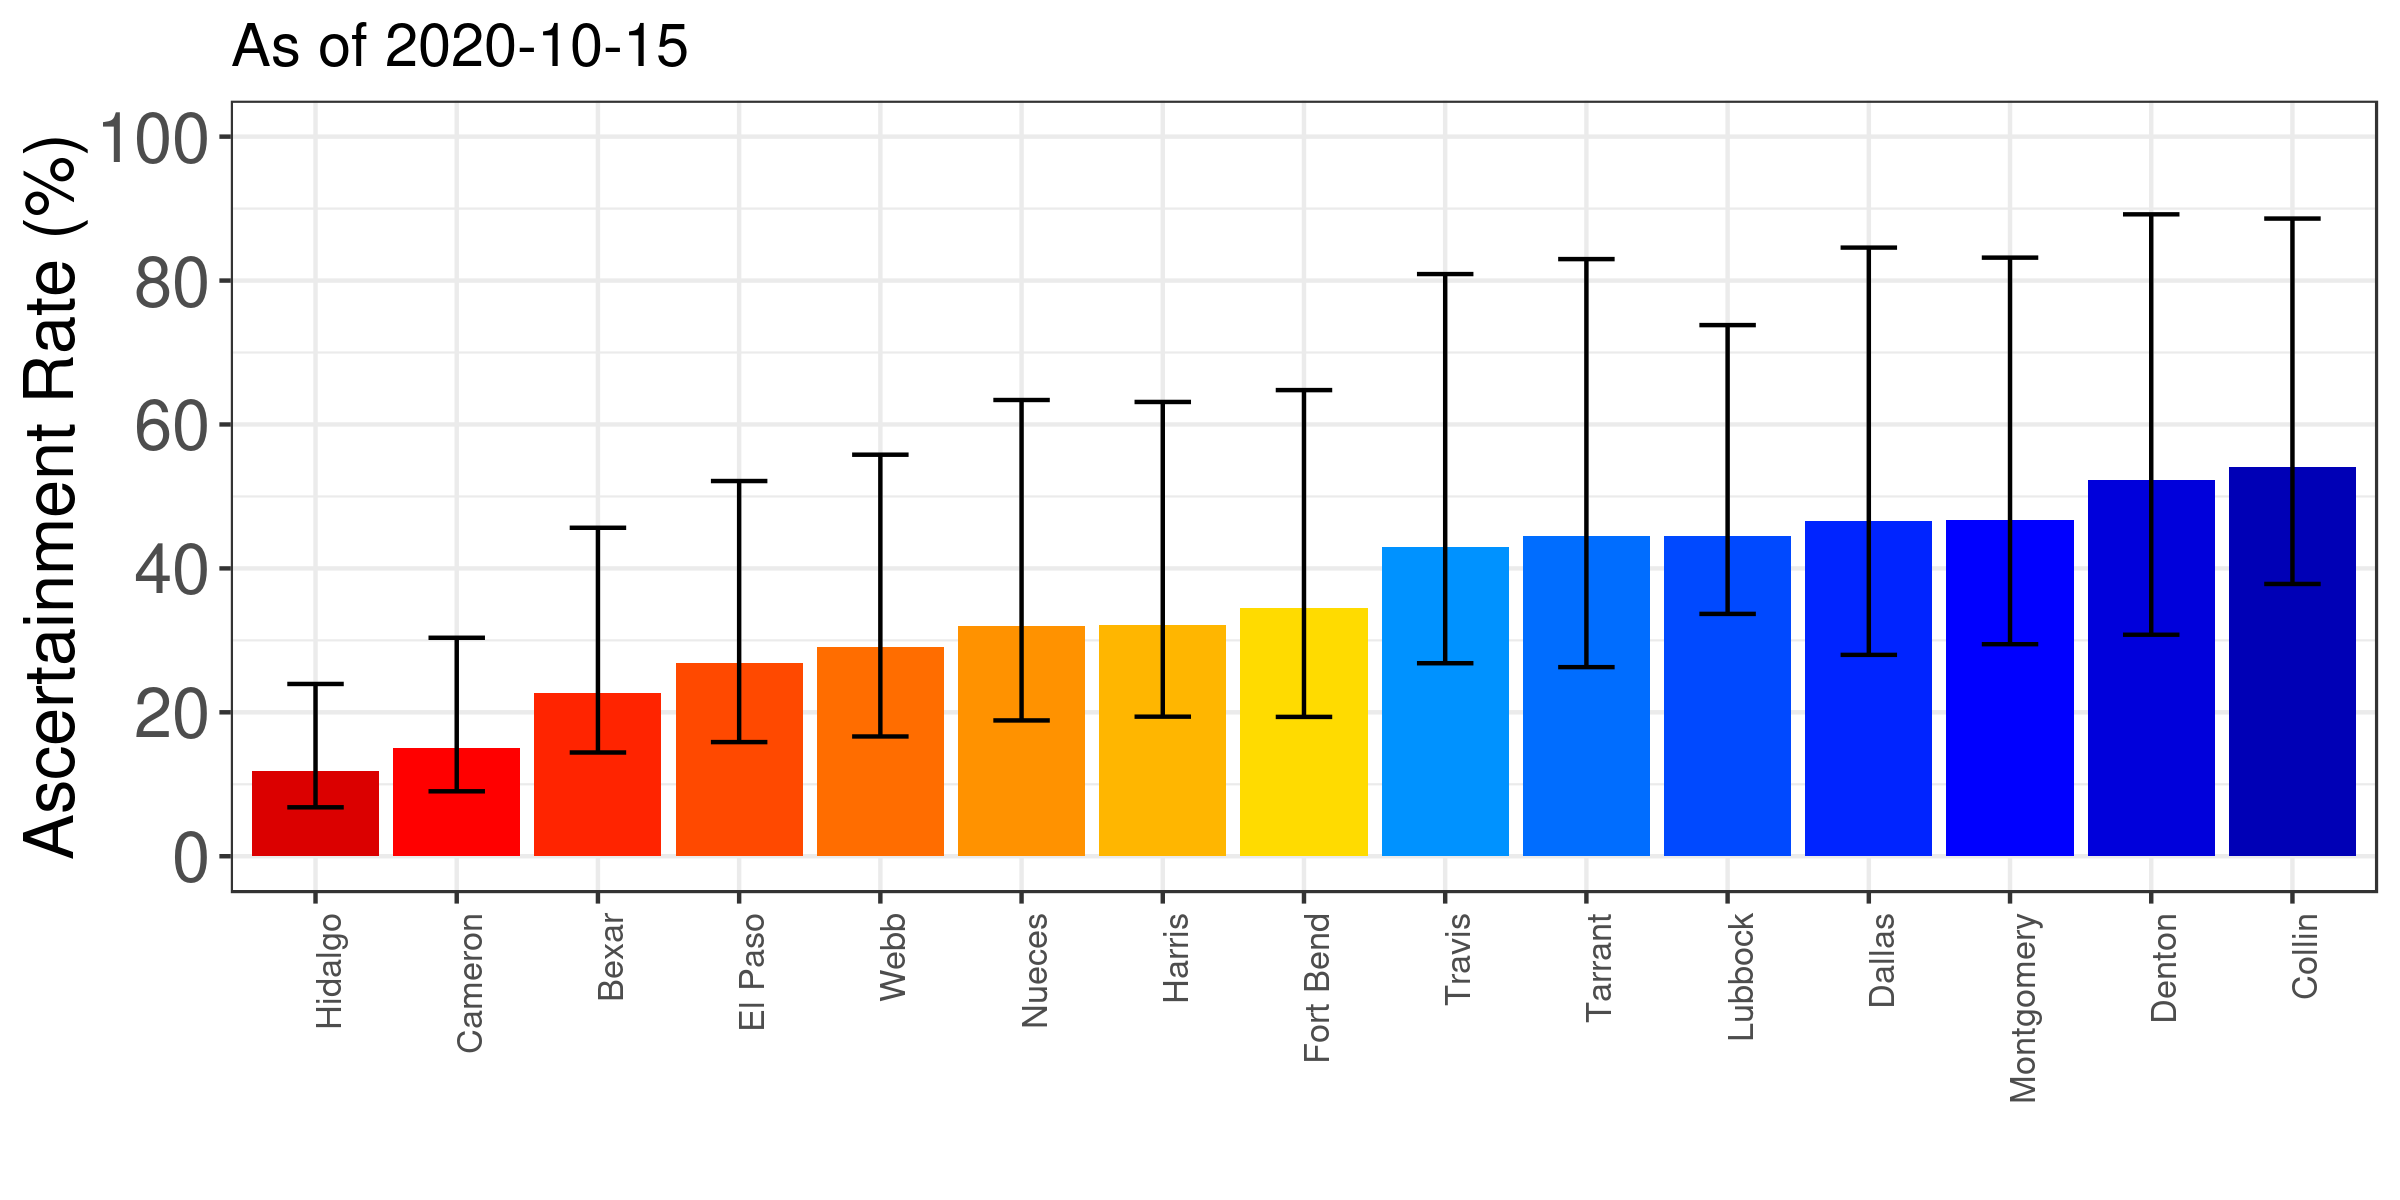 As of 2020-10-15
Ascertainment Rate (%)
100
80
60
40
20
0
Hidalgo
Cameron
Bexar
El Paso
Webb
Nueces
Harris
Fort Bend
Travis
Tarrant
Lubbock
Dallas
Montgomery
Denton
Collin